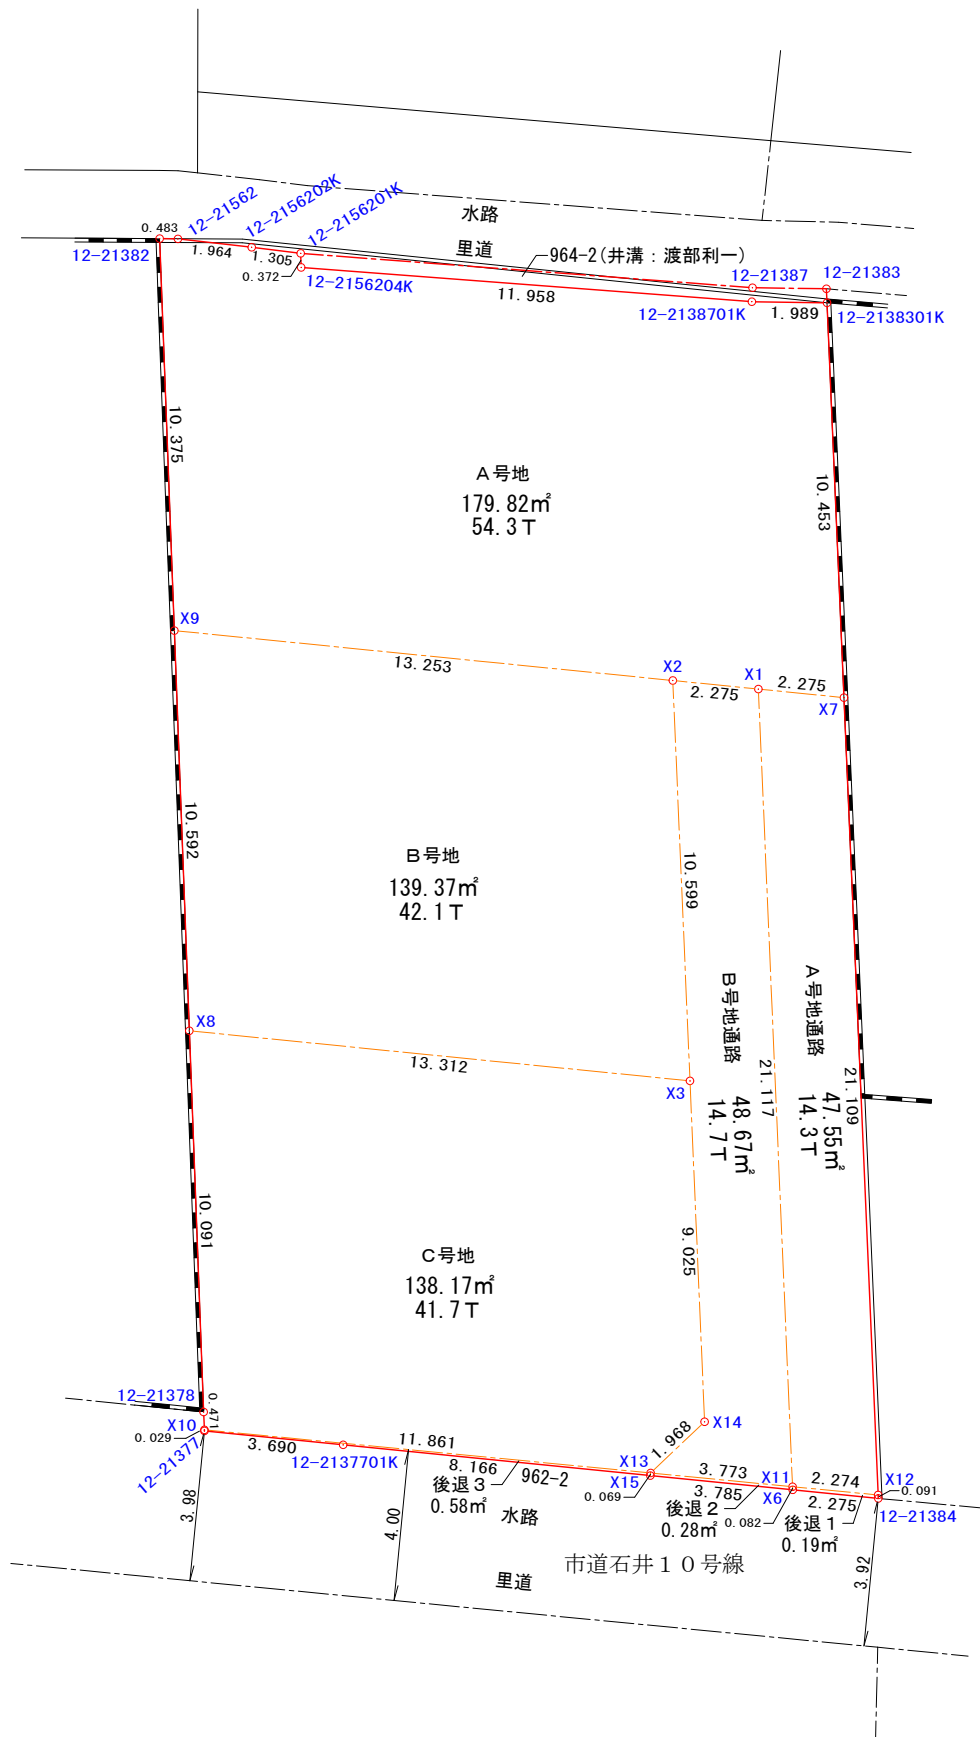 水路
里道
964-2(井溝：渡部利一)
0.483
12-21562
12-2156202K
12-2156201K
12-21382
1.964
1.305
0.372
12-2156204K
11.958
12-21387
12-21383
12-2138701K
1.989
12-2138301K
10.375
A号地
179.82㎡
54.3T
10.453
X9
13.253
X2
2.275
X1
2.275
X7
10.592
B号地
139.37㎡
42.1T
10.599
X8
13.312
X3
B号地通路
48.67㎡
14.7T
21.117
A号地通路
47.55㎡
14.3T
21.109
10.091
C号地
138.17㎡
41.7T
9.025
12-21378
0.471
X10
0.029
12-21377
3.690
12-2137701K
11.861
8.166
962-2
後退3
0.58㎡
水路
X14
1.968
X13
X15
0.069
3.773
3.785
X11
X6
0.082
後退2
0.28㎡
2.274
2.275
X12
0.091
12-21384
後退1
0.19㎡
3.98
4.00
3.92
市道石井10号線
里道